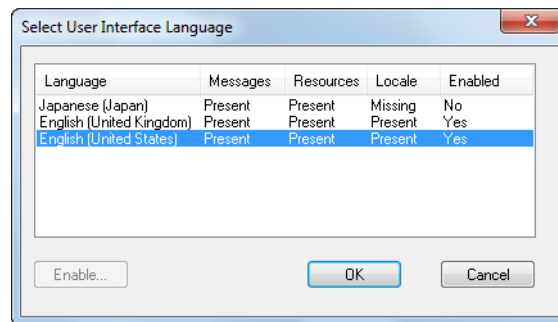 Select User Interface Language
Language Messages Resources Locale Enabled
Japanese (Japan) Present Present Missing No
English (United Kingdom) Present Present Present Yes
English (United States) Present Present Present Yes
Enable... OK Cancel